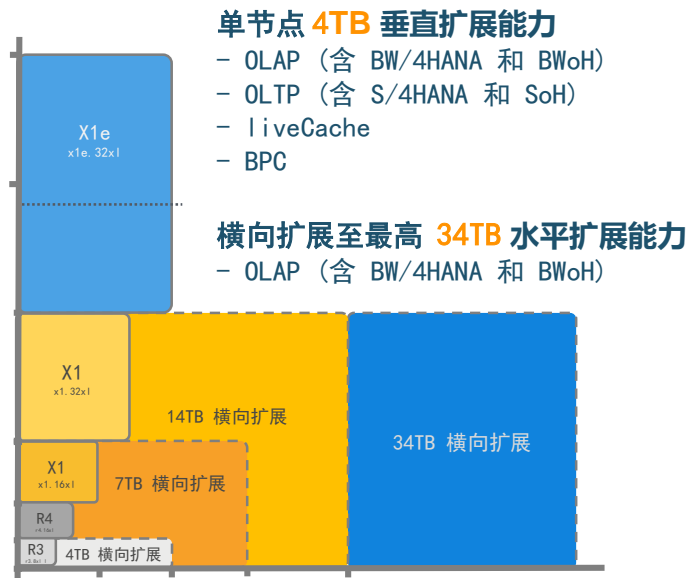 单节点 4TB 垂直扩展能力
- OLAP (含 BW/4HANA 和 BWoH)
- OLTP (含 S/4HANA 和 SoH)
- liveCache
- BPC
X1e
x1e.32xl
横向扩展至最高 34TB 水平扩展能力
- OLAP (含 BW/4HANA 和 BWoH)
X1
x1.32xl
14TB 横向扩展
34TB 横向扩展
X1
x1.16xl
7TB 横向扩展
R4
R3
4TB 横向扩展